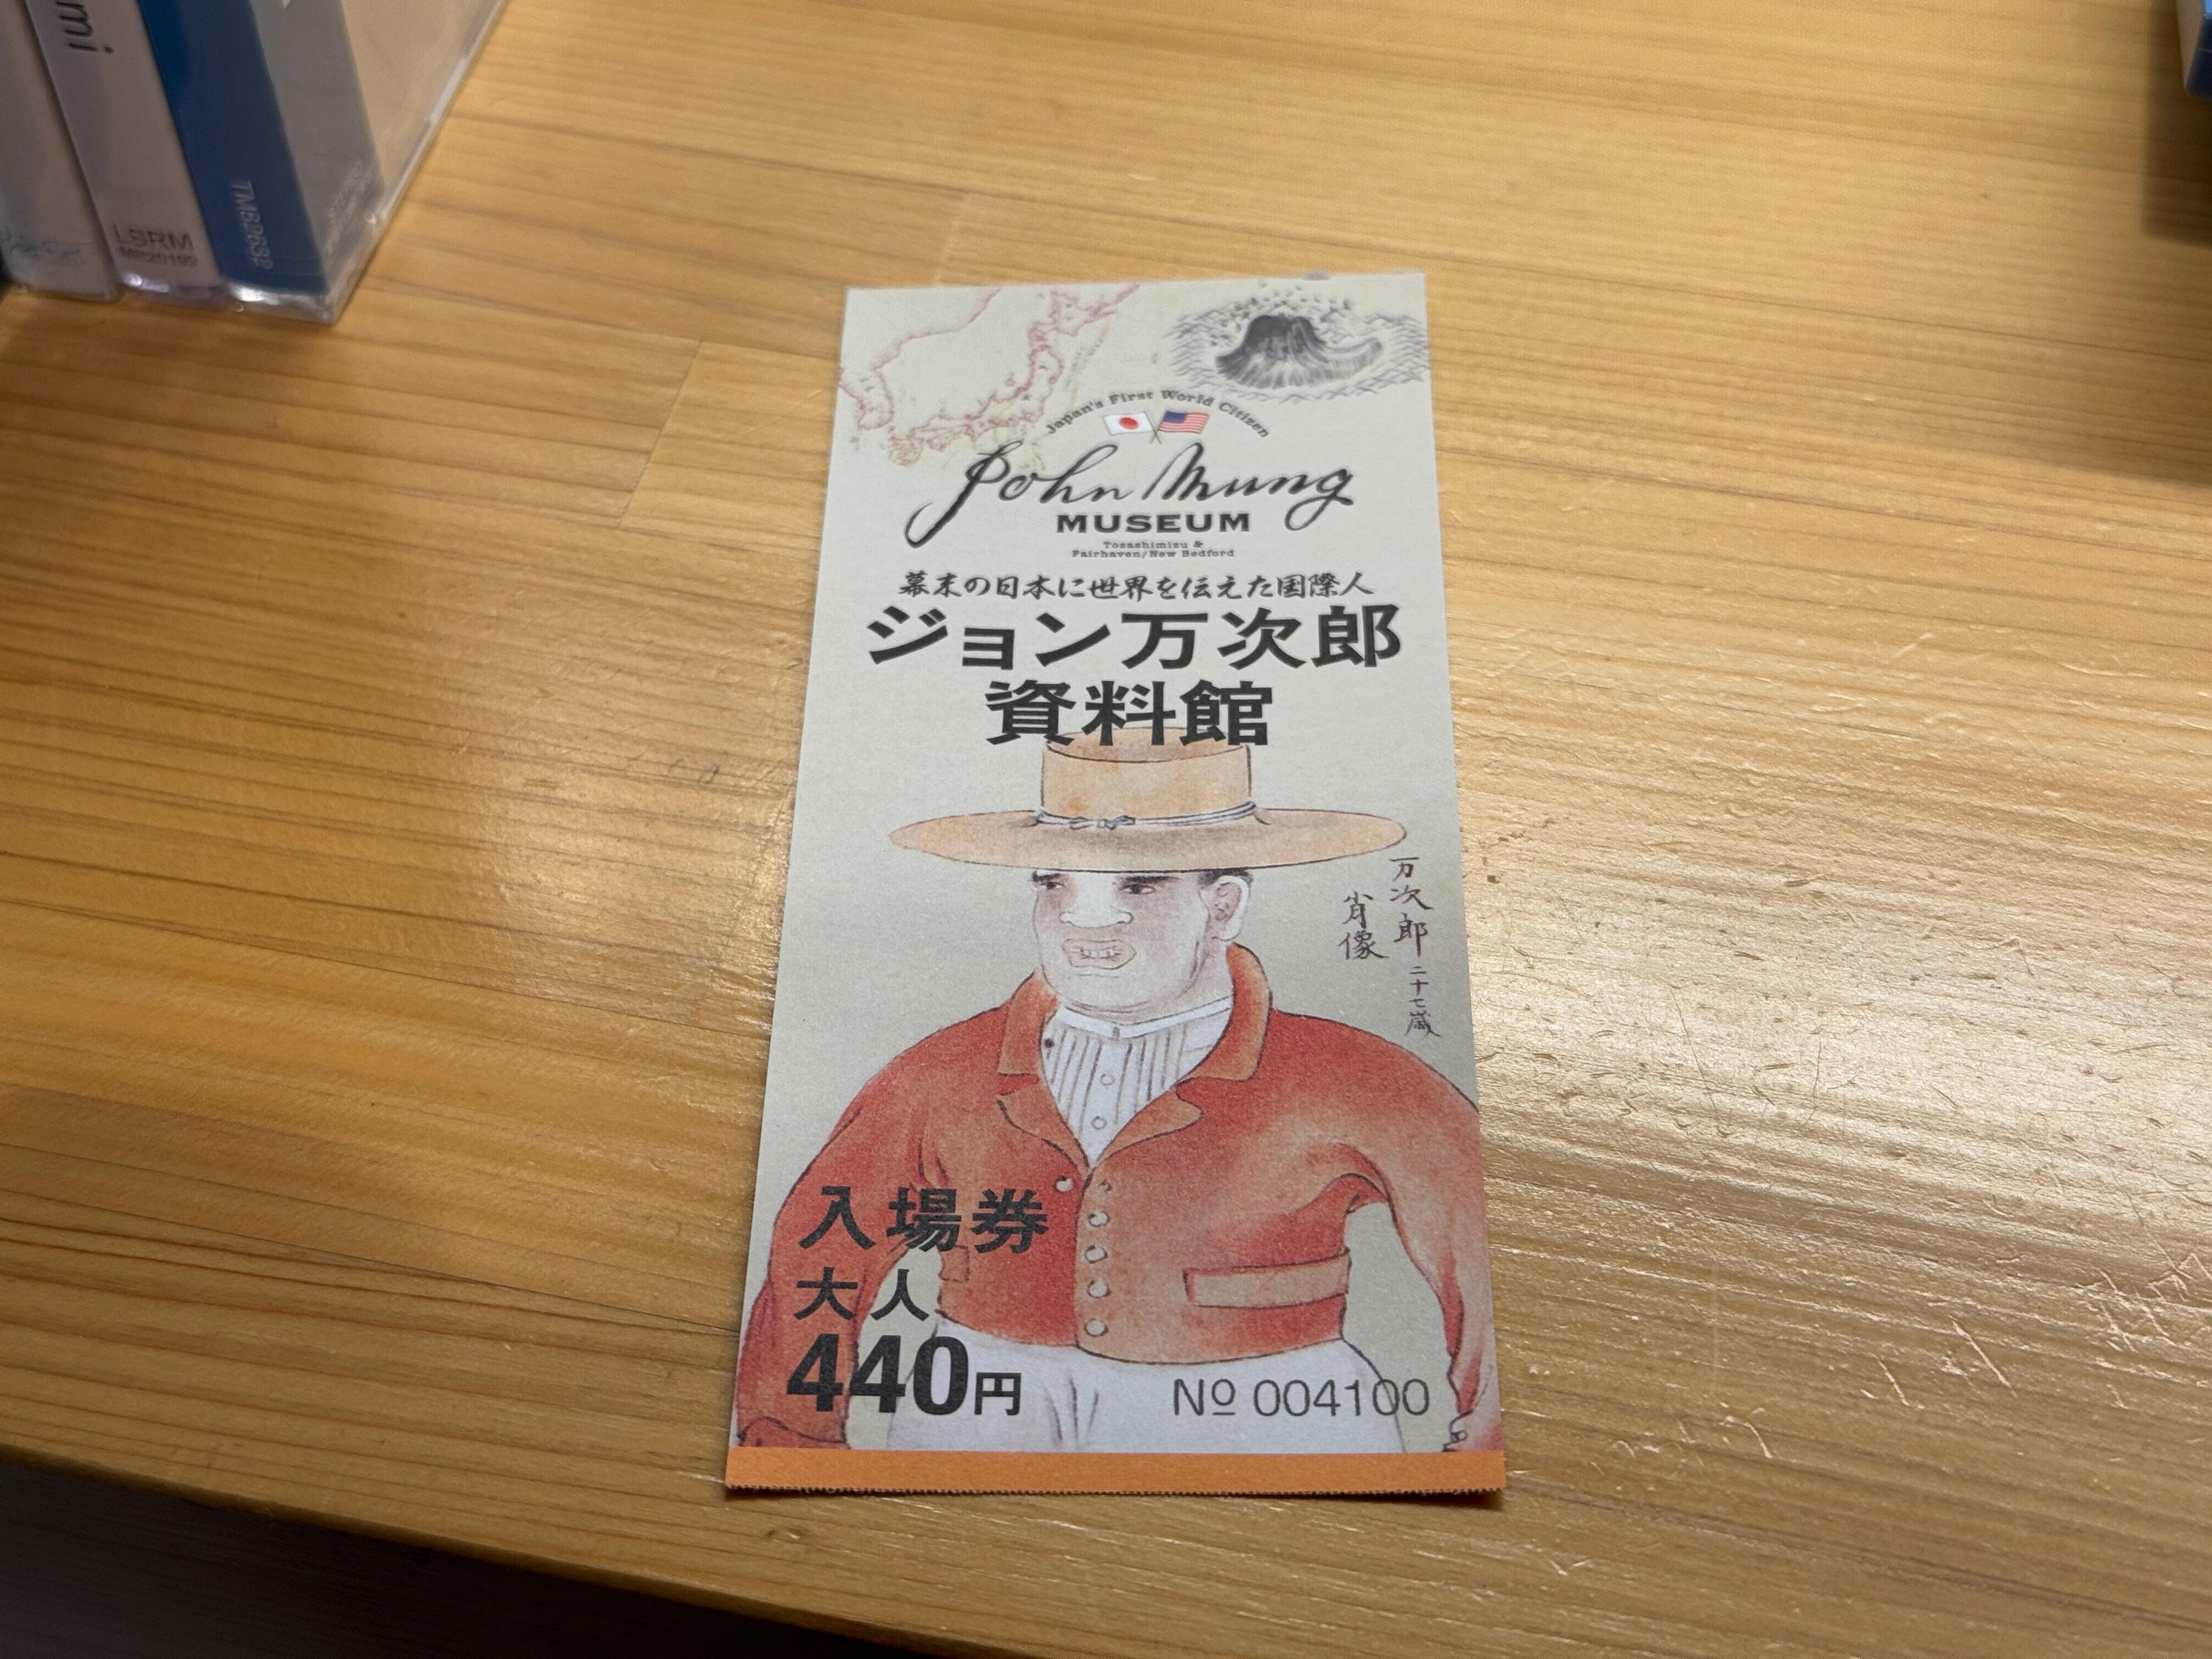 mi
LSRM
Japan's First World Citizen
John Mung
MUSEUM
Tosashimizu &
Fairhaven/New Bedford
幕末の日本に世界を伝えた国際人
ジョン万次郎
資料館
万次郎 二十七歳
肖像
入場券
大人
440円
No 004100